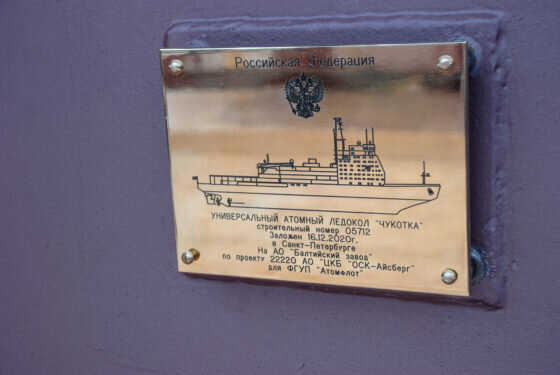 Российская Федерация
УНИВЕРСАЛЬНЫЙ АТОМНЫЙ ЛЕДОКОЛ "ЧУКОТКА"
строительный номер 05712
Заложен 16.12.2020г.
в Санкт-Петербурге
На АО "Балтийский завод"
по проекту 22220 АО "ЦКБ "ОСК-Айсберг"
для ФГУП "Атомфлот"